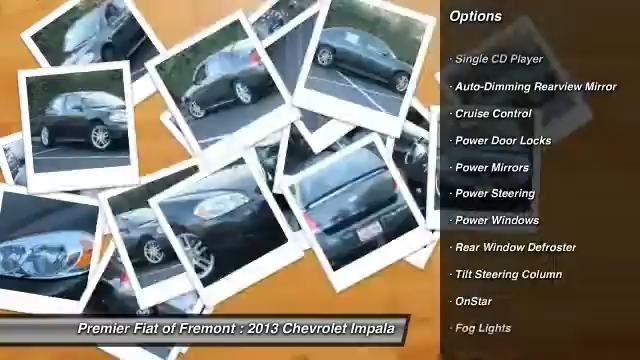 Options
· Single CD Player
· Auto-Dimming Rearview Mirror
· Cruise Control
· Power Door Locks
· Power Mirrors
· Power Steering
· Power Windows
· Rear Window Defroster
· Tilt Steering Column
· OnStar
· Fog Lights
Premier Fiat of Fremont : 2013 Chevrolet Impala